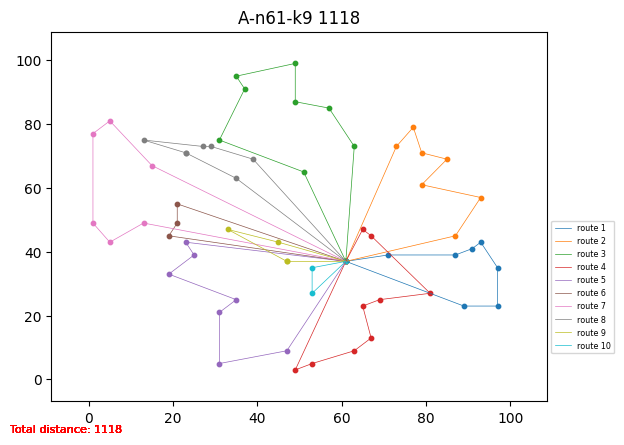 A-n61-k9 1118
100
80
60
40
20
0
0
20
40
60
80
100
route 1
route 2
route 3
route 4
route 5
route 6
route 7
route 8
route 9
route 10
Total distance: 1118